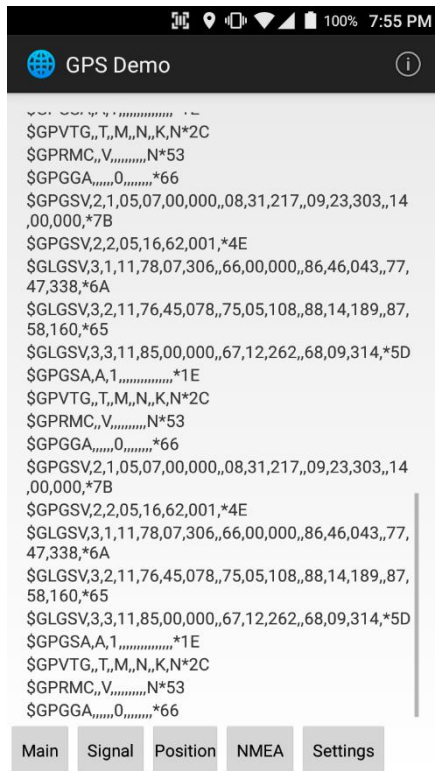 100% 7:55 PM
GPS Demo
$GPGSA,A,1,,,,,,,,,,,,,,,*1E
$GPVTG,,T,,M,,N,,K,N*2C
$GPRMC,,V,,,,,,,,,,N*53
$GPGGA,,,,,,0,,,,,,,,*66
$GPGSV,2,1,05,07,00,000,,08,31,217,,09,23,303,,14
,00,000,*7B
$GPGSV,2,2,05,16,62,001,*4E
$GLGSV,3,1,11,78,07,306,,66,00,000,,86,46,043,,77,
47,338,*6A
$GLGSV,3,2,11,76,45,078,,75,05,108,,88,14,189,,87,
58,160,*65
$GLGSV,3,3,11,85,00,000,,67,12,262,,68,09,314,*5D
$GPGSA,A,1,,,,,,,,,,,,,,,*1E
$GPVTG,,T,,M,,N,,K,N*2C
$GPRMC,,V,,,,,,,,,,N*53
$GPGGA,,,,,,0,,,,,,,,*66
$GPGSV,2,1,05,07,00,000,,08,31,217,,09,23,303,,14
,00,000,*7B
$GPGSV,2,2,05,16,62,001,*4E
$GLGSV,3,1,11,78,07,306,,66,00,000,,86,46,043,,77,
47,338,*6A
$GLGSV,3,2,11,76,45,078,,75,05,108,,88,14,189,,87,
58,160,*65
$GLGSV,3,3,11,85,00,000,,67,12,262,,68,09,314,*5D
$GPGSA,A,1,,,,,,,,,,,,,,,*1E
$GPVTG,,T,,M,,N,,K,N*2C
$GPRMC,,V,,,,,,,,,,N*53
$GPGGA,,,,,,0,,,,,,,,*66
Main Signal Position NMEA Settings